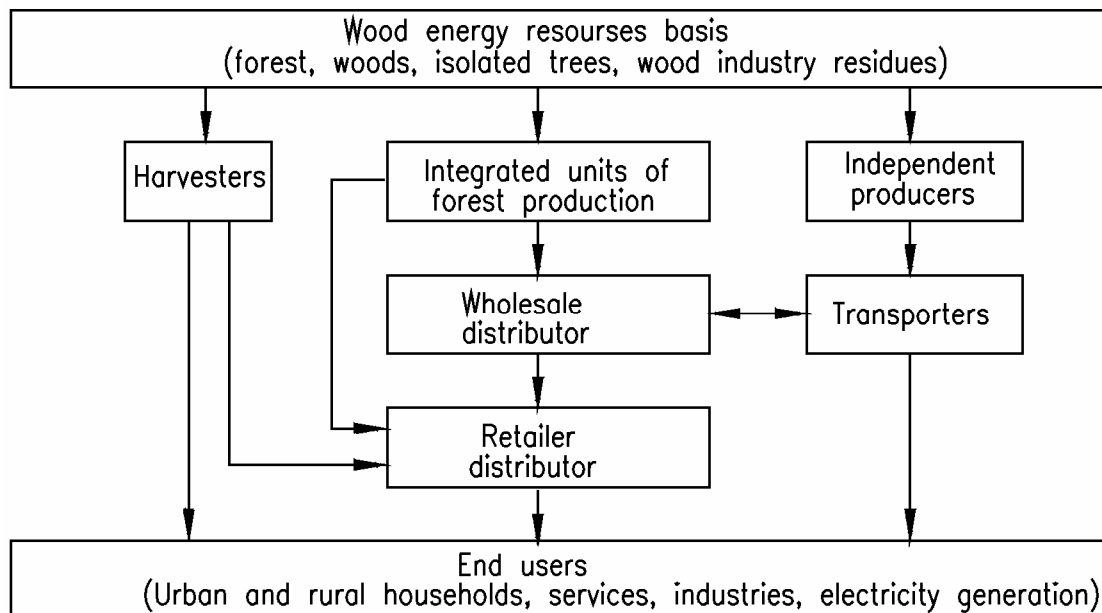 Wood energy resourses basis
(forest, woods, isolated trees, wood industry residues)
Harvesters
Integrated units of
forest production
Independent
producers
Wholesale
distributor
Transporters
Retailer
distributor
End users
(Urban and rural households, services, industries, electricity generation)